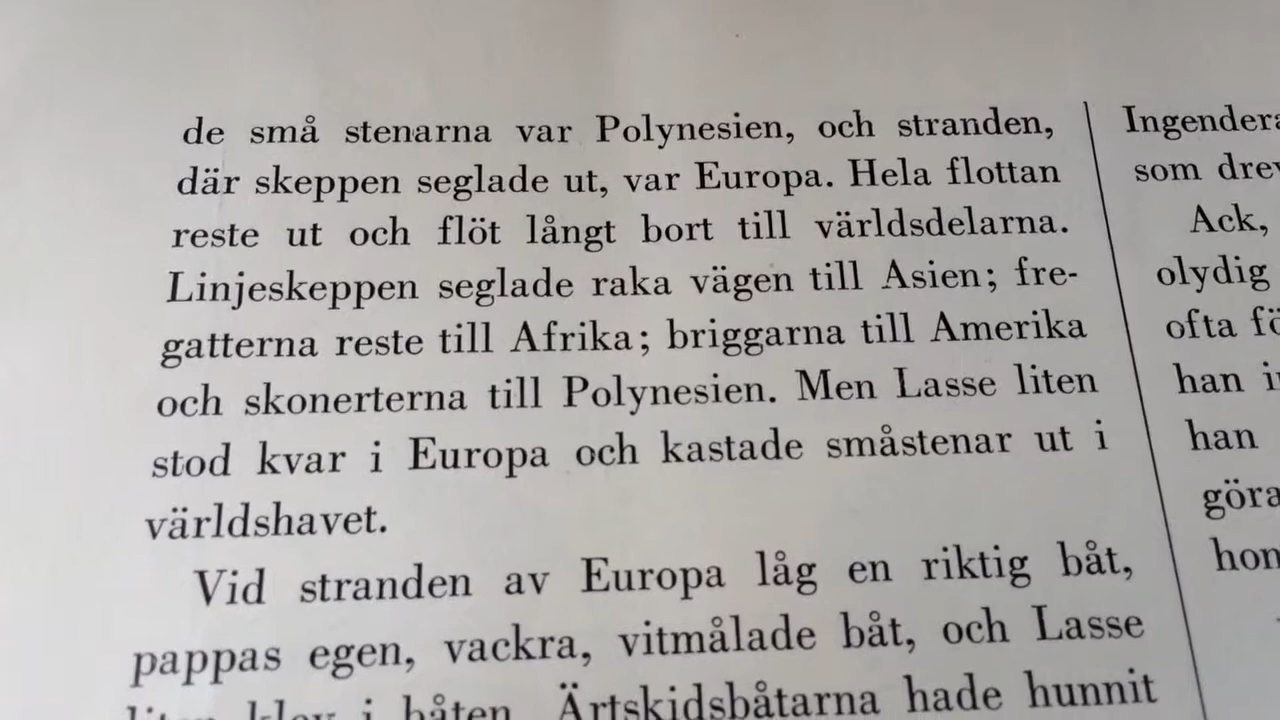 de små stenarna var Polynesien, och stranden,
där skeppen seglade ut, var Europa. Hela flottan
reste ut och flöt långt bort till världsdelarna.
Linjeskeppen seglade raka vägen till Asien; fre-
gatterna reste till Afrika; briggarna till Amerika
och skonerterna till Polynesien. Men Lasse liten
stod kvar i Europa och kastade småstenar ut i
världshavet.
Vid stranden av Europa låg en riktig båt,
pappas egen, vackra, vitmålade båt, och Lasse
liten klev i båten. Ärtskidsbåtarna hade hunnit
som
Ack,
olydig
ofta
han
han